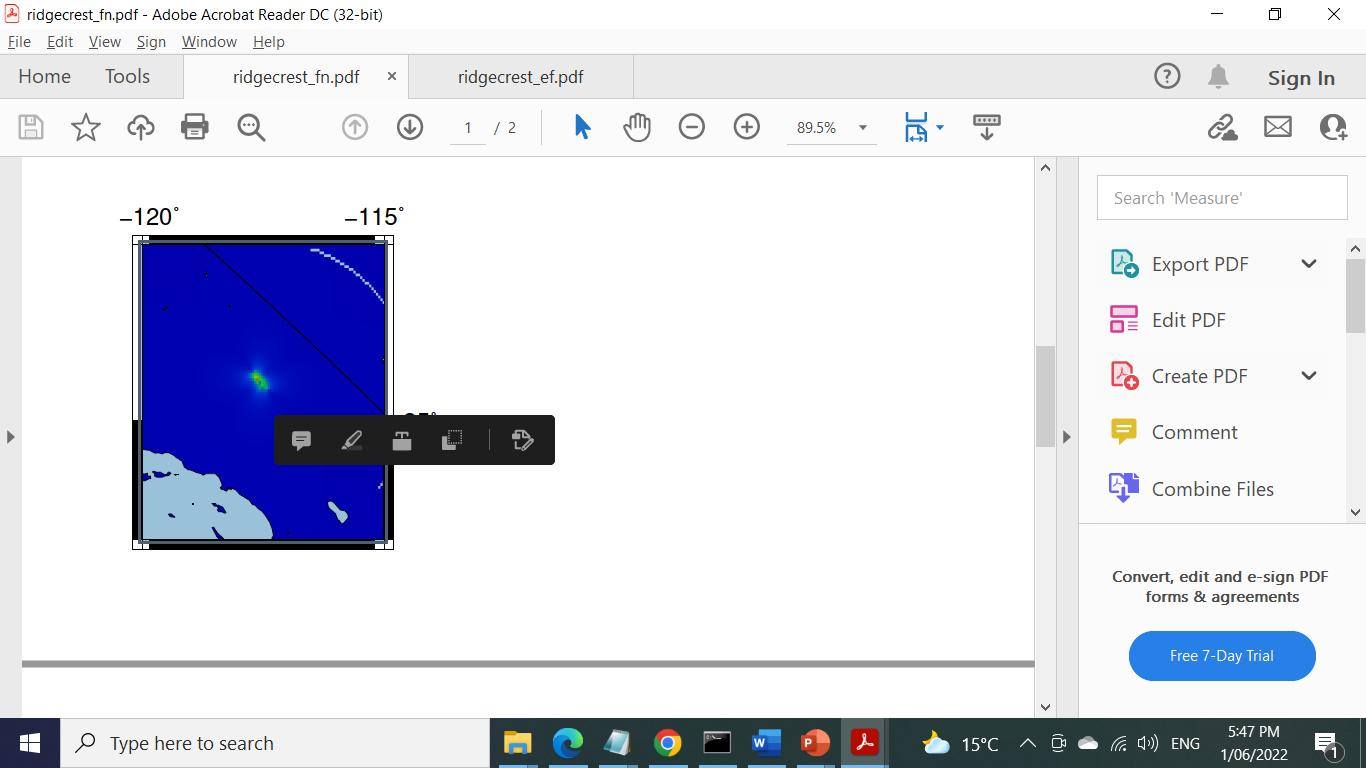 ridgecrest_fn.pdf - Adobe Acrobat Reader DC (32-bit)
File Edit View Sign Window Help
Home Tools ridgecrest_fn.pdf × ridgecrest_ef.pdf Sign In
1 / 2 89.5%
−120° −115°
Search 'Measure'
Export PDF
Edit PDF
Create PDF
Comment
Combine Files
Convert, edit and e-sign PDF
forms & agreements
Free 7-Day Trial
Type here to search
15°C ENG
5:47 PM
1/06/2022
1